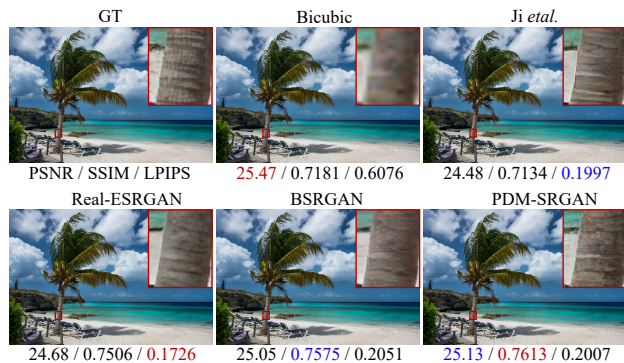 GT Bicubic Ji etal.
PSNR / SSIM / LPIPS 25.47 / 0.7181 / 0.6076 24.48 / 0.7134 / 0.1997
Real-ESRGAN BSRGAN PDM-SRGAN
24.68 / 0.7506 / 0.1726 25.05 / 0.7575 / 0.2051 25.13 / 0.7613 / 0.2007